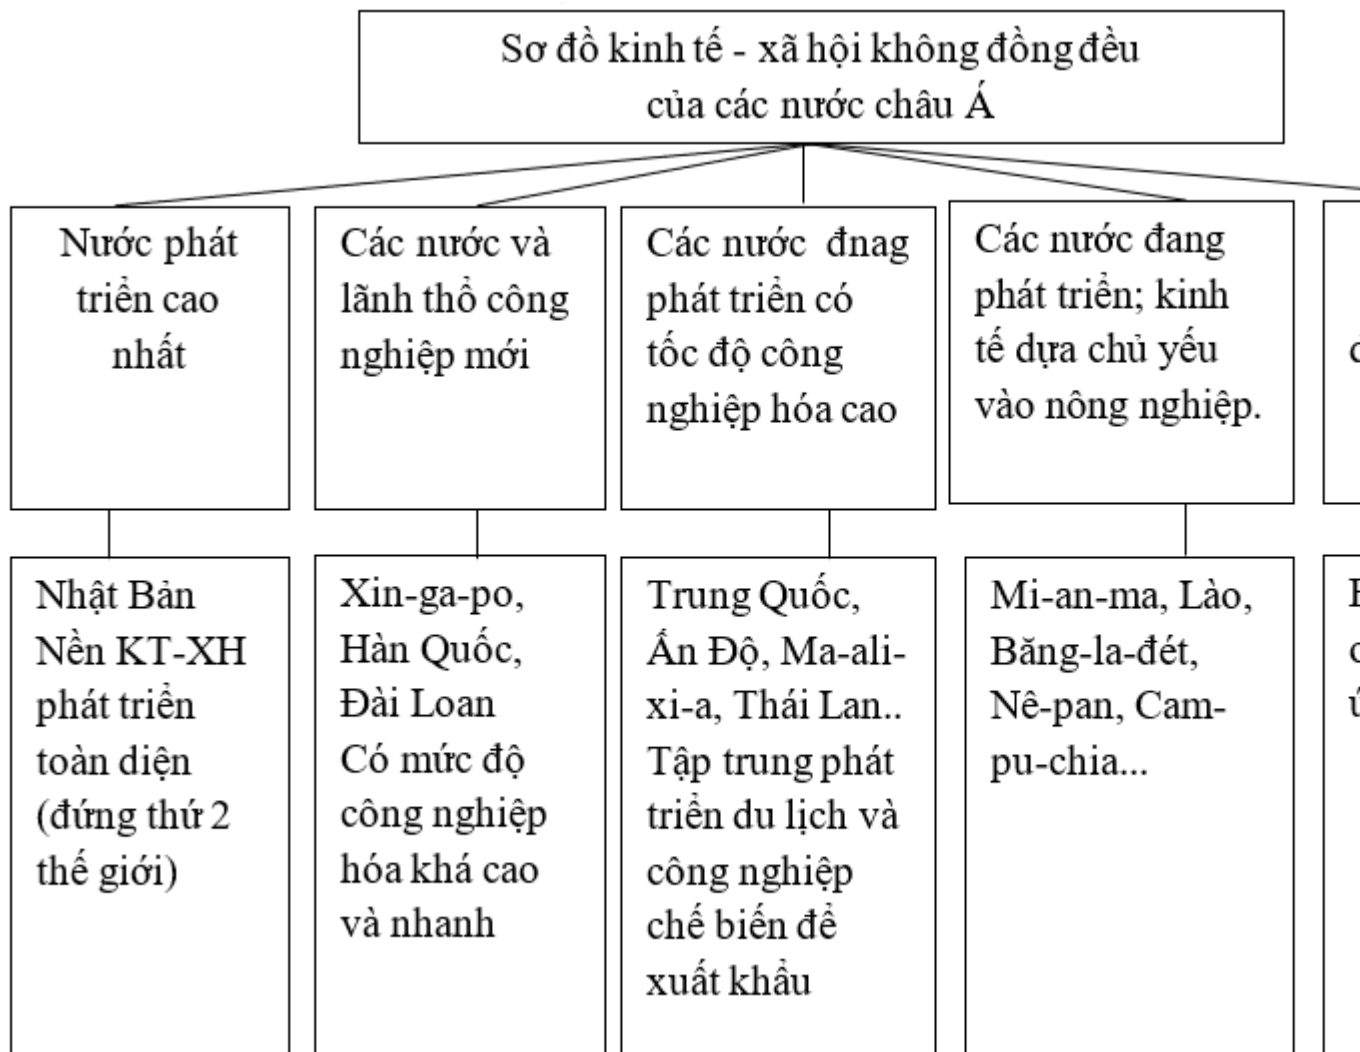 Sơ đồ kinh tế - xã hội không đồng đều
của các nước châu Á
Nước phát
triển cao
nhất
Các nước và
lãnh thổ công
nghiệp mới
Các nước đnag
phát triển có
tốc độ công
nghiệp hóa cao
Các nước đang
phát triển; kinh
tế dựa chủ yếu
vào nông nghiệp.
Nhật Bản
Nền KT-XH
phát triển
toàn diện
(đứng thứ 2
thế giới)
Xin-ga-po,
Hàn Quốc,
Đài Loan
Có mức độ
công nghiệp
hóa khá cao
và nhanh
Trung Quốc,
Ấn Độ, Ma-ali-
xi-a, Thái Lan..
Tập trung phát
triển du lịch và
công nghiệp
chế biến để
xuất khẩu
Mi-an-ma, Lào,
Băng-la-đét,
Nê-pan, Cam-
pu-chia...